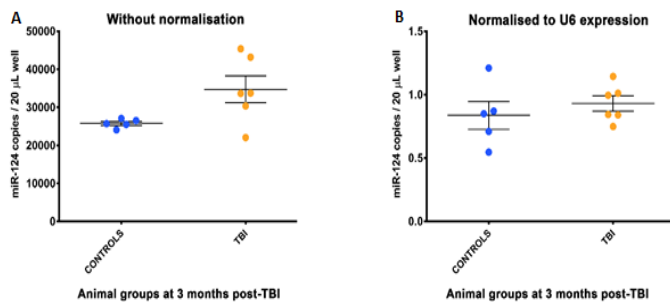 A
Without normalisation
miR-124 copies / 20 µL well
50000
40000
30000
20000
10000
0
CONTROLS
TBI
Animal groups at 3 months post-TBI
B
Normalised to U6 expression
miR-124 copies / 20 µL well
1.5
1.0
0.5
0.0
CONTROLS
TBI
Animal groups at 3 months post-TBI